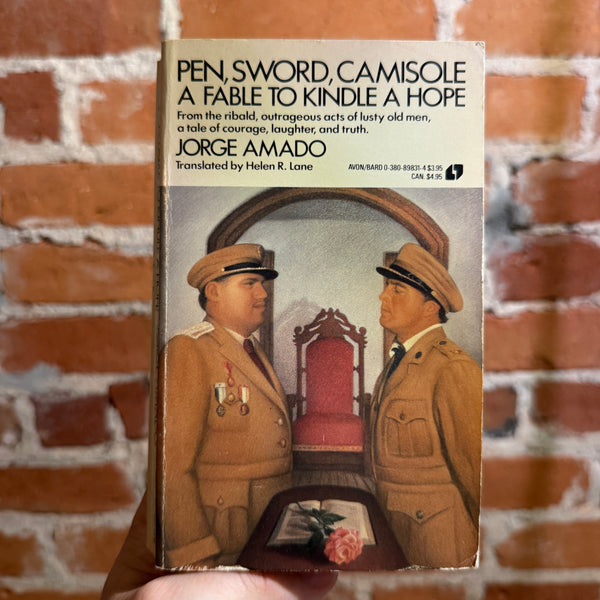 PEN, SWORD, CAMISOLE
A FABLE TO KINDLE A HOPE
From the ribald, outrageous acts of lusty old men,
a tale of courage, laughter, and truth.
JORGE AMADO
Translated by Helen R. Lane
AVON/BARD 0-380-89831-4 $3.95
CAN. $4.95